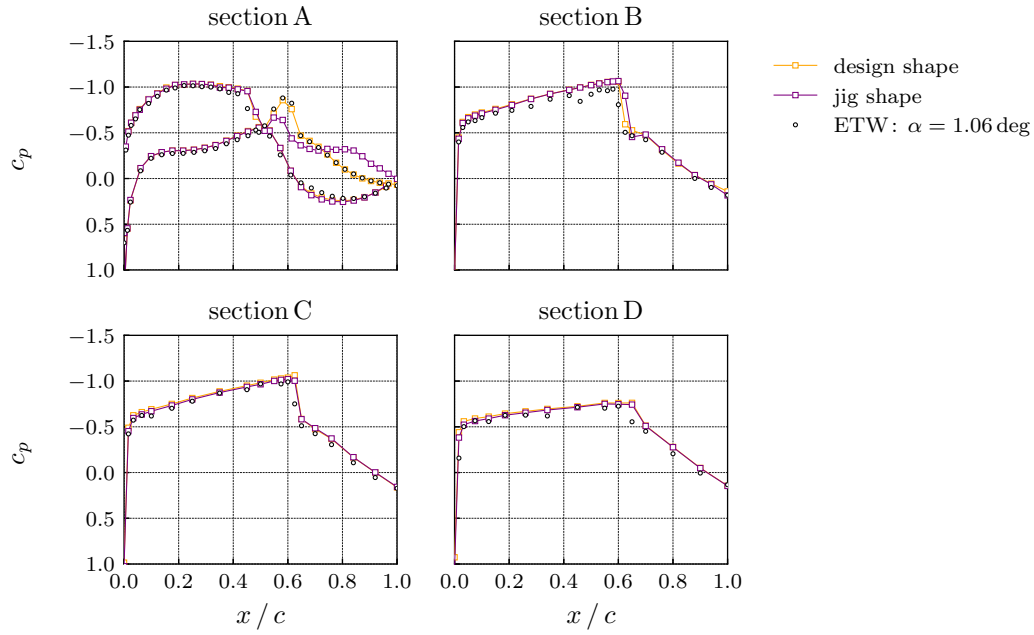 section A
section B
−1.5
−1.0
−0.5
0.0
0.5
1.0
c_p
design shape
jig shape
ETW: α = 1.06 deg
section C
section D
−1.5
−1.0
−0.5
0.0
0.5
1.0
c_p
0.0 0.2 0.4 0.6 0.8 1.0
0.0 0.2 0.4 0.6 0.8 1.0
x / c
x / c